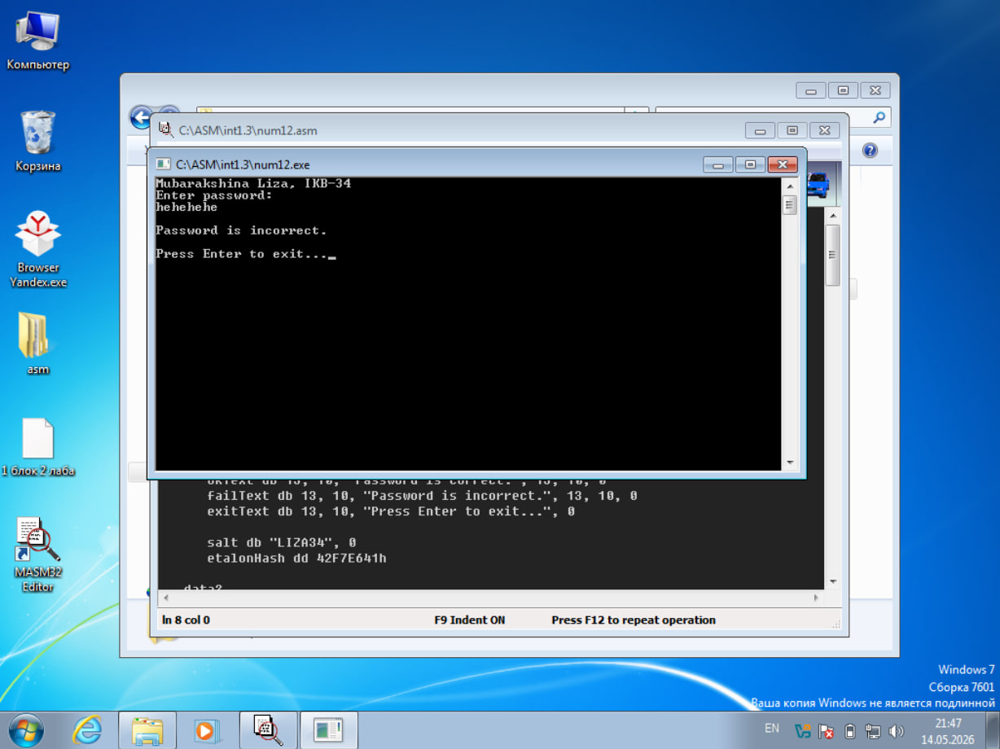 Компьютер
Корзина
Browser
Yandex.exe
asm
1 блок 2 лаба
MASM32
Editor
C:\ASM\int1.3\num12.asm
C:\ASM\int1.3\num12.exe
Mubarakshina Liza, IKB-34
Enter password:
hehehehe
Password is incorrect.
Press Enter to exit..._
okText db 13, 10, "Password is correct.", 13, 10, 0
failText db 13, 10, "Password is incorrect.", 13, 10, 0
exitText db 13, 10, "Press Enter to exit...", 0
salt db "LIZA34", 0
etalonHash dd 42F7E641h
data?
ln 8 col 0
F9 Indent ON
Press F12 to repeat operation
Windows 7
Сборка 7601
Ваша копия Windows не является подлинной
EN
21:47
14.05.2026